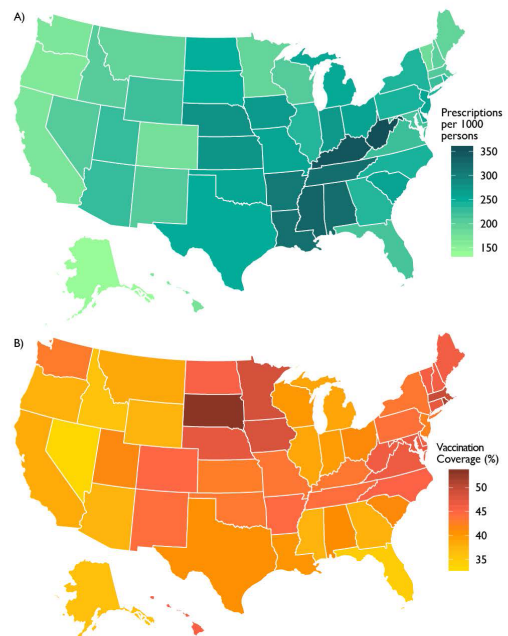 A)
Prescriptions
per 1000
persons
350
300
250
200
150
B)
Vaccination
Coverage (%)
50
45
40
35